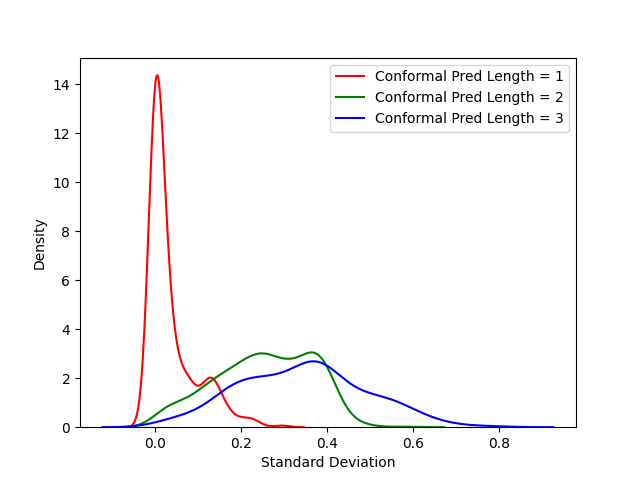 Conformal Pred Length = 1
Conformal Pred Length = 2
Conformal Pred Length = 3
14
12
10
8
6
4
2
0
Density
0.0 0.2 0.4 0.6 0.8
Standard Deviation